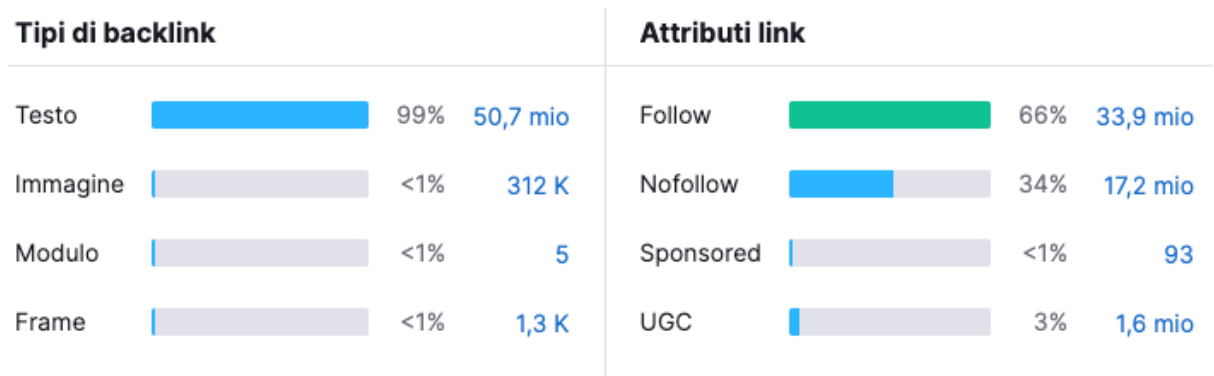 Tipi di backlink
Testo 99% 50,7 mio
Immagine <1% 312 K
Modulo <1% 5
Frame <1% 1,3 K
Attributi link
Follow 66% 33,9 mio
Nofollow 34% 17,2 mio
Sponsored <1% 93
UGC 3% 1,6 mio